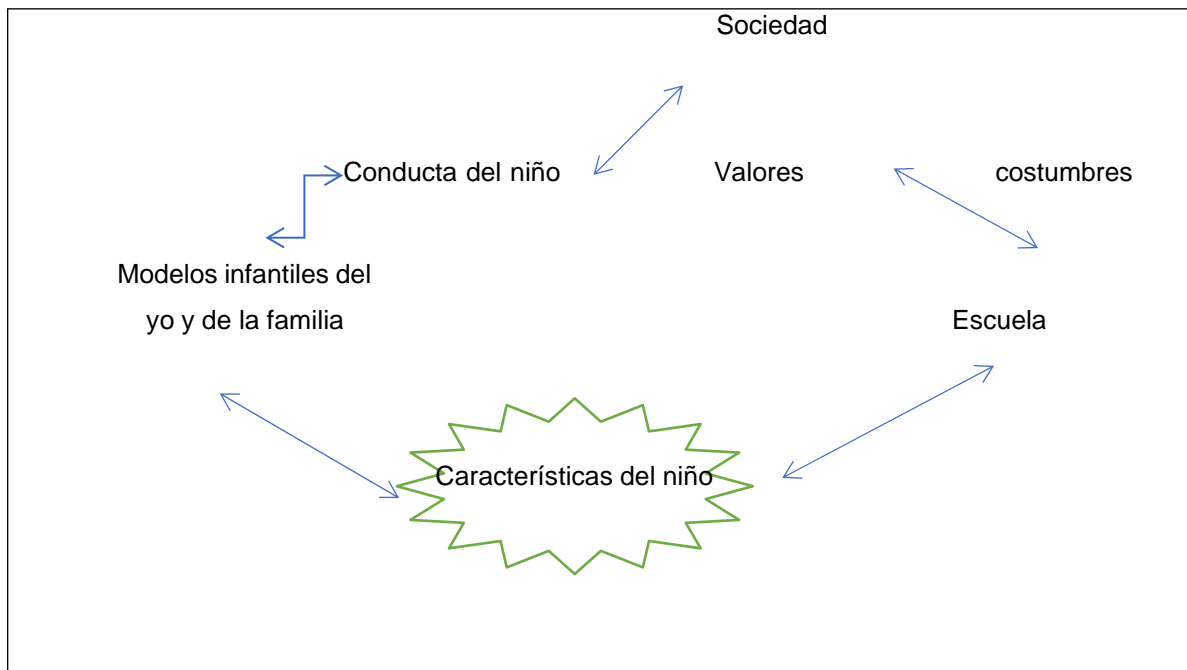 Sociedad
Conducta del niño
Valores
costumbres
Modelos infantiles del
yo y de la familia
Escuela
Características del niño